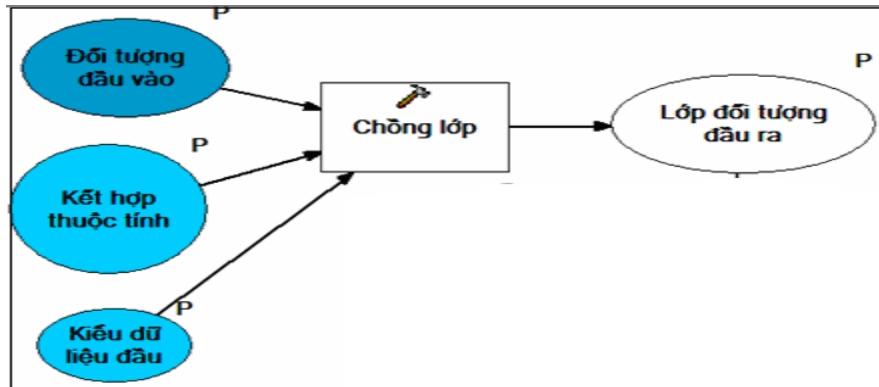 P
Đối tượng
đầu vào
P
Chồng lớp
Lớp đối tượng
đầu ra
P
Kết hợp
thuộc tính
P
Kiểu dữ
liệu đầu